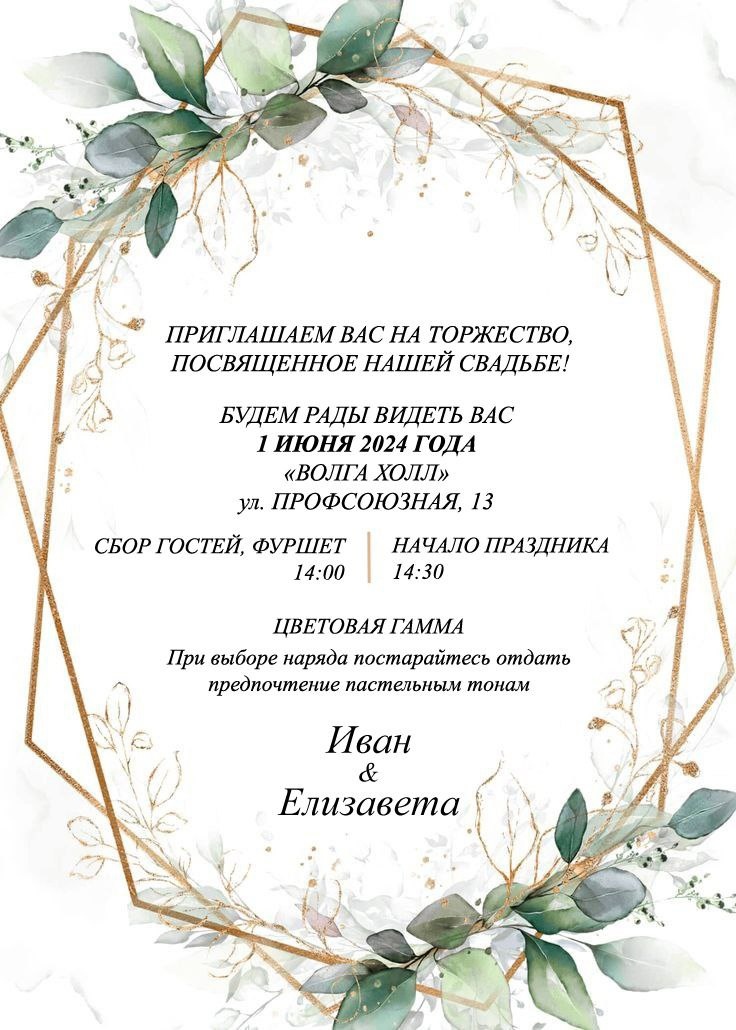 ПРИГЛАШАЕМ ВАС НА ТОРЖЕСТВО,
ПОСВЯЩЕННОЕ НАШЕЙ СВАДЬБЕ!
БУДЕМ РАДЫ ВИДЕТЬ ВАС
1 ИЮНЯ 2024 ГОДА
«ВОЛГА ХОЛЛ»
ул. ПРОФСОЮЗНАЯ, 13
СБОР ГОСТЕЙ, ФУРШЕТ
14:00
НАЧАЛО ПРАЗДНИКА
14:30
ЦВЕТОВАЯ ГАММА
При выборе наряда постарайтесь отдать
предпочтение пастельным тонам
Иван
&
Елизавета